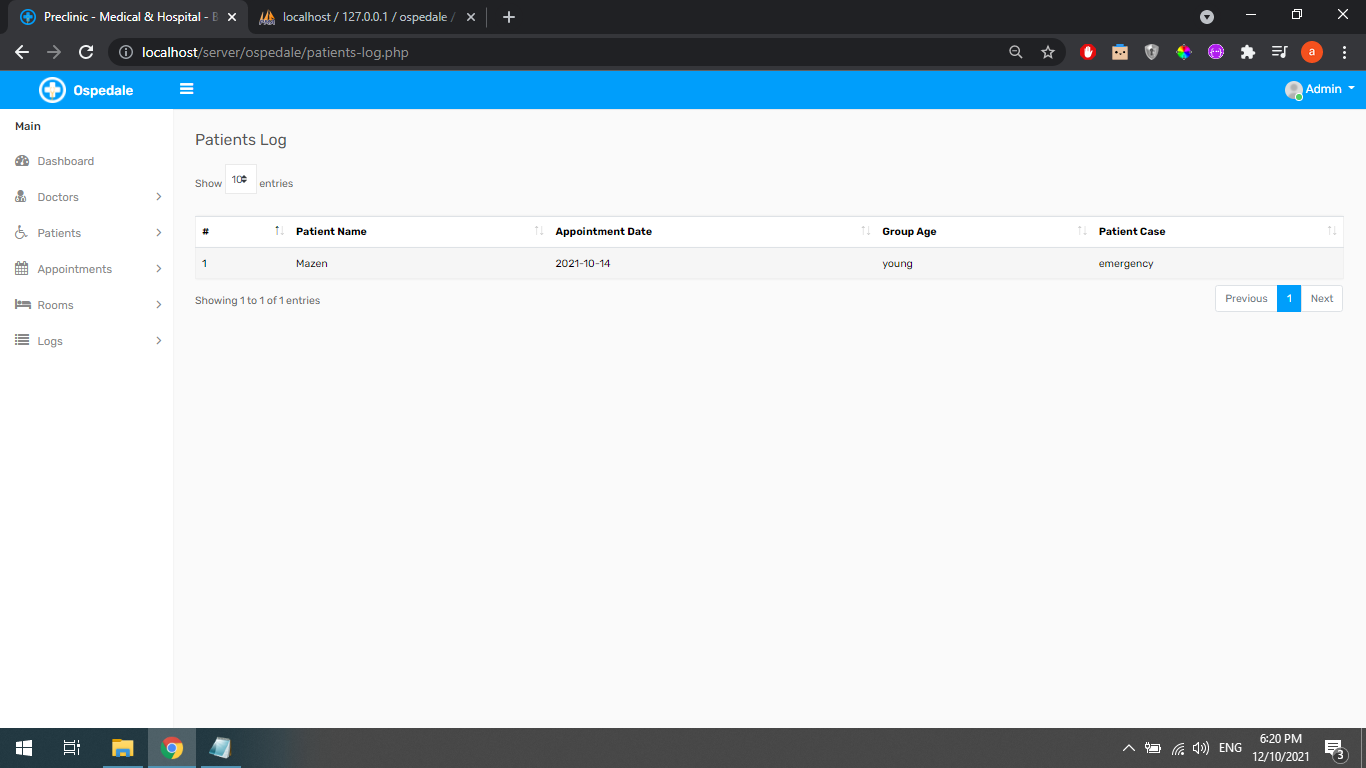 Preclinic - Medical & Hospital - B
localhost / 127.0.0.1 / ospedale /
localhost/server/ospedale/patients-log.php
a
Ospedale
Admin
Main
Dashboard
Doctors
Patients
Appointments
Rooms
Logs
Patients Log
Show 10 entries
# Patient Name Appointment Date Group Age Patient Case
1 Mazen 2021-10-14 young emergency
Showing 1 to 1 of 1 entries
Previous 1 Next
ENG
6:20 PM
12/10/2021
3